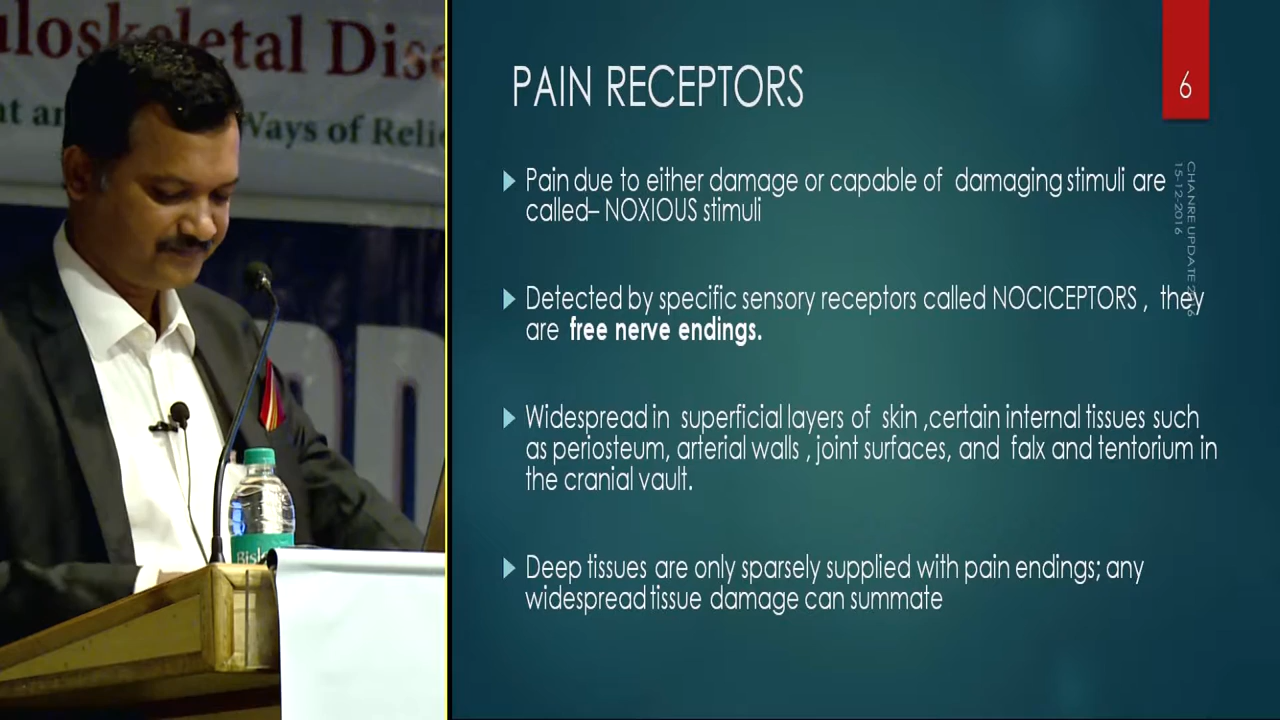 uloskeletal Dise
nt an Ways of Relie
Bisle
PAIN RECEPTORS
6
Pain due to either damage or capable of damaging stimuli are
called– NOXIOUS stimuli
Detected by specific sensory receptors called NOCICEPTORS , they
are free nerve endings.
Widespread in superficial layers of skin ,certain internal tissues such
as periosteum, arterial walls , joint surfaces, and falx and tentorium in
the cranial vault.
Deep tissues are only sparsely supplied with pain endings; any
widespread tissue damage can summate
CHANRE UPDATE 2016
15-12-2016